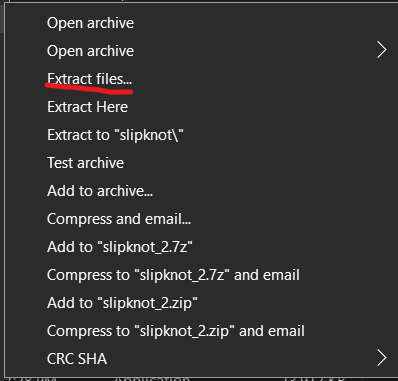 Open archive
Open archive
Extract files...
Extract Here
Extract to "slipknot\"
Test archive
Add to archive...
Compress and email...
Add to "slipknot_2.7z"
Compress to "slipknot_2.7z" and email
Add to "slipknot_2.zip"
Compress to "slipknot_2.zip" and email
CRC SHA